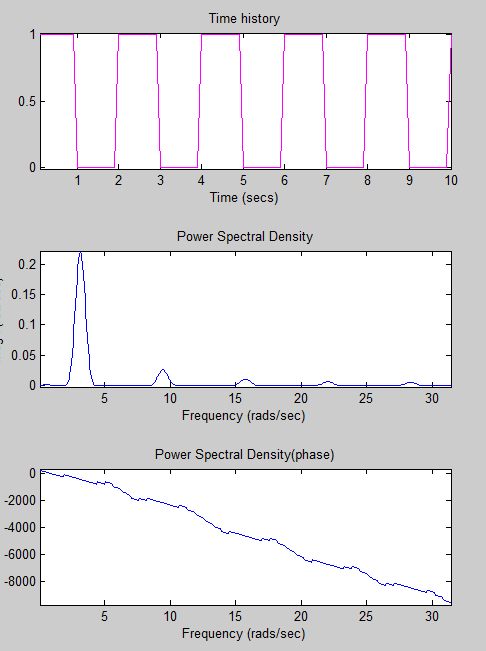 Time history
1
0.5
0
1 2 3 4 5 6 7 8 9 10
Time (secs)
Power Spectral Density
0.2
0.15
0.1
0.05
0
5 10 15 20 25 30
Frequency (rads/sec)
Power Spectral Density(phase)
0
-2000
-4000
-6000
-8000
5 10 15 20 25 30
Frequency (rads/sec)